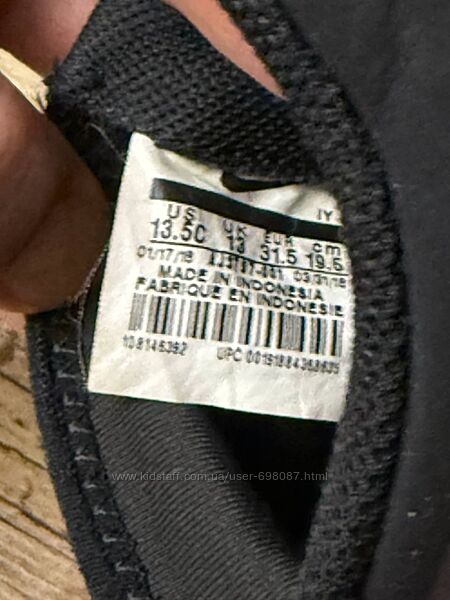 IY
US UK EUR cm
13.5C 13 31.5 19.5
01/17/18 03/31/18
MADE IN INDONESIA
FABRIQUE EN INDONESIE
UPC
www.kidstaff.com.ua/user-698087.html